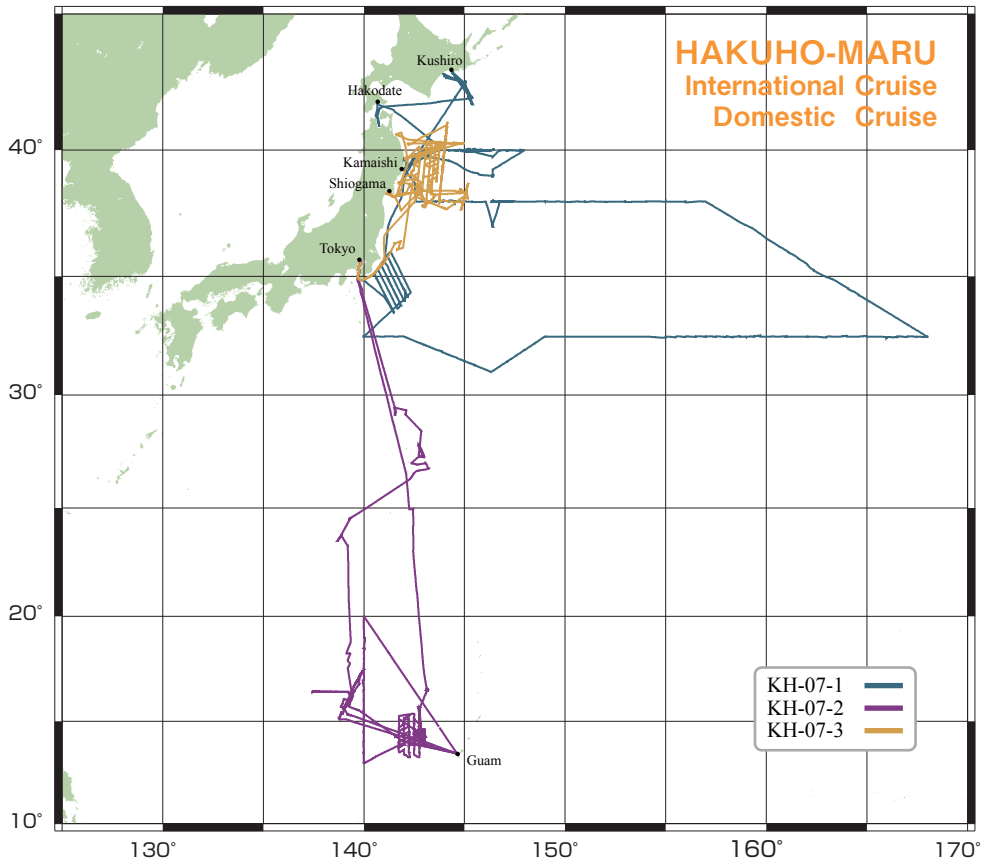 HAKUHO-MARU
International Cruise
Domestic Cruise
Kushiro
Hakodate
40°
Kamaishi
Shiogama
Tokyo
30°
20°
KH-07-1
KH-07-2
KH-07-3
Guam
10°
130°
140°
150°
160°
170°